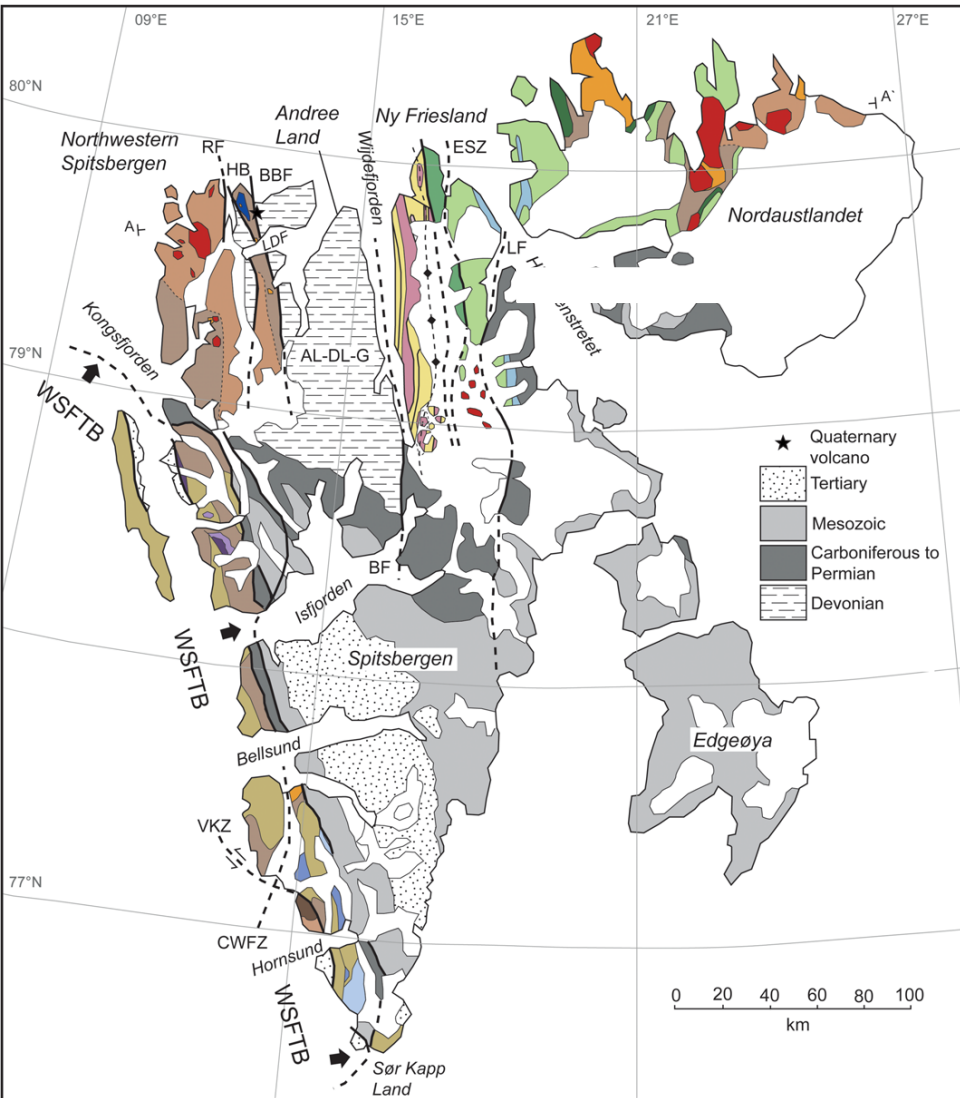 09°E
15°E
21°E
27°E
80°N
Andree
Land
Ny Friesland
Northwestern
Spitsbergen
RF
HB
BBF
Wijdefjorden
ESZ
A'
A
LDF
LF
H
Nordaustlandet
enstretet
Kongsfjorden
79°N
AL-DL-G
WSFTB
Quaternary
volcano
Tertiary
Mesozoic
Carboniferous to
Permian
Devonian
BF
Isfjorden
WSFTB
Spitsbergen
Edgeøya
Bellsund
VKZ
77°N
CWFZ
Hornsund
WSFTB
0 20 40 60 80 100
km
Sør Kapp
Land